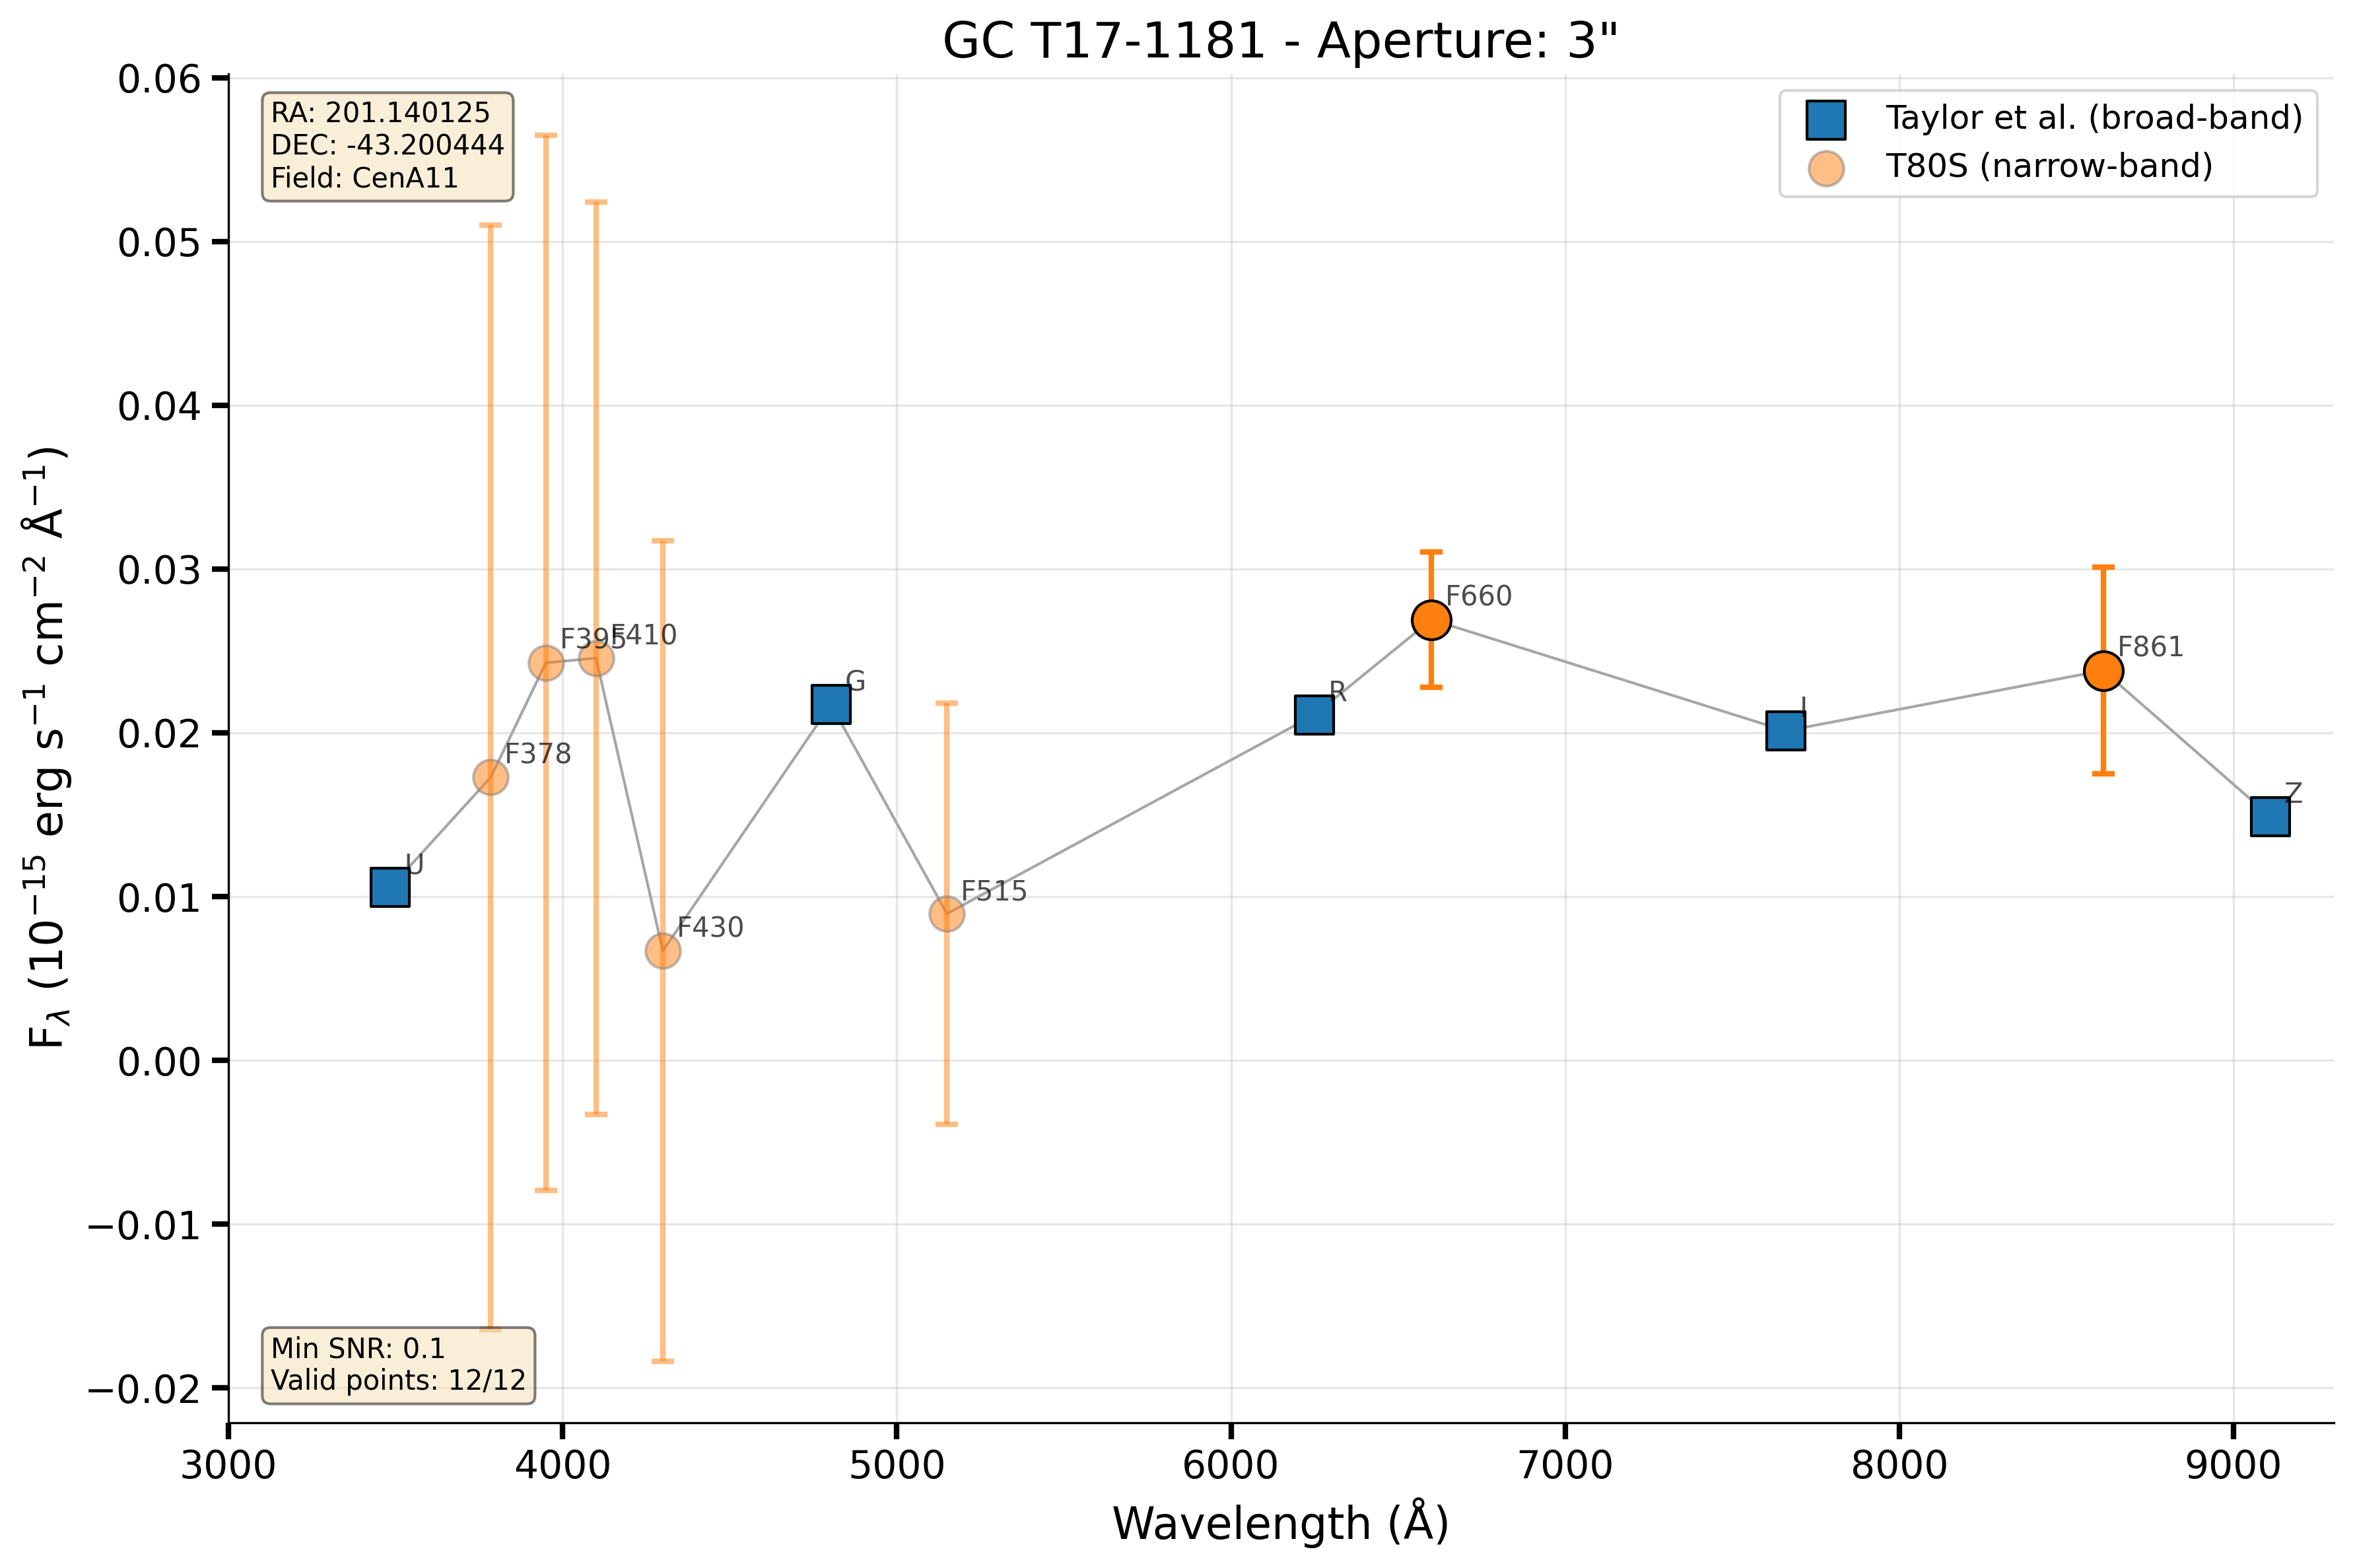 GC T17-1181 - Aperture: 3"
RA: 201.140125
DEC: -43.200444
Field: CenA11
Taylor et al. (broad-band)
T80S (narrow-band)
0.06
0.05
0.04
0.03
0.02
0.01
0.00
−0.01
−0.02
F_λ (10⁻¹⁵ erg s⁻¹ cm⁻² Å⁻¹)
U
F378
F395
F410
F430
G
F515
R
F660
I
F861
Z
Min SNR: 0.1
Valid points: 12/12
3000
4000
5000
6000
7000
8000
9000
Wavelength (Å)